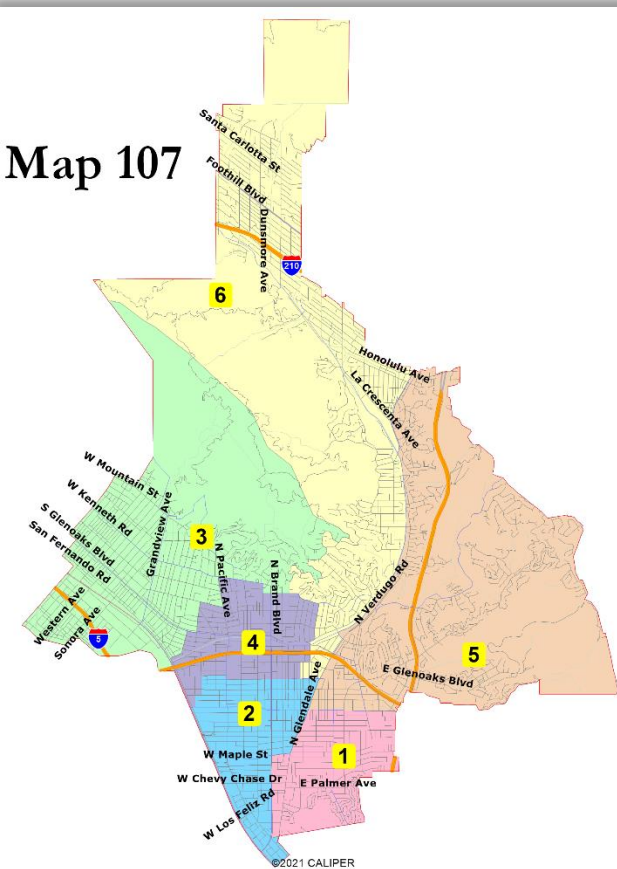 Map 107
Santa Carlotta St
Foothill Blvd
Dunsmore Ave
210
6
Honolulu Ave
La Crescenta Ave
W Mountain St
W Kenneth Rd
Grandview Ave
S Glenoaks Blvd
San Fernando Rd
3
N Pacific Ave
N Brand Blvd
N Verdugo Rd
Western Ave
Sonora Ave
5
4
5
E Glenoaks Blvd
2
N Glendale Ave
W Maple St
1
W Chevy Chase Dr
E Palmer Ave
W Los Feliz Rd
©2021 CALIPER